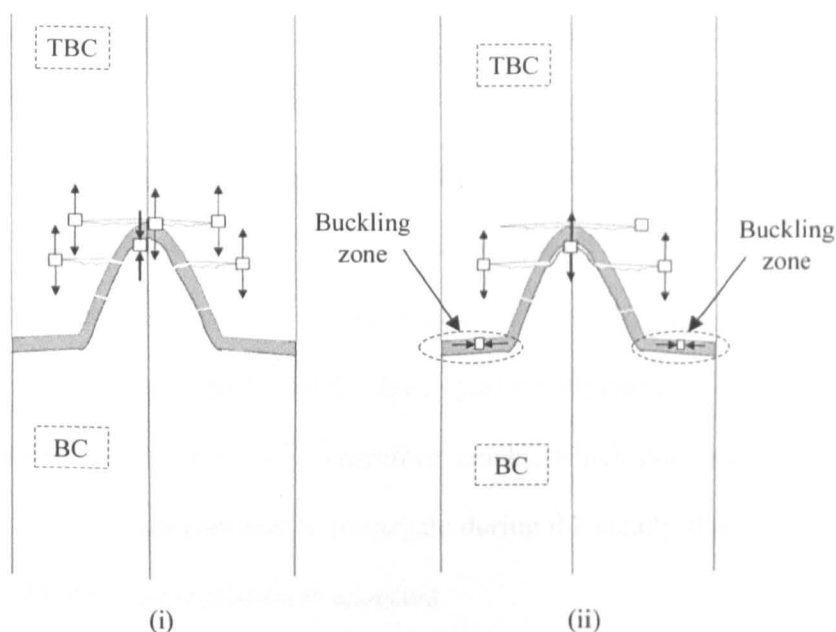 TBC
TBC
Buckling
zone
Buckling
zone
BC
BC
(i)
(ii)